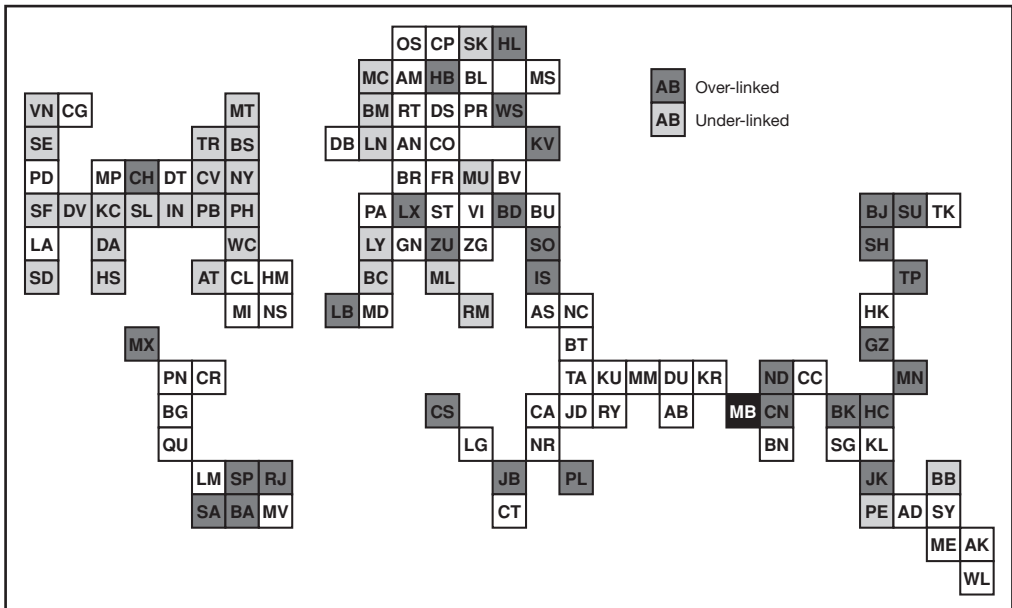 OS CP SK HL
MC AM HB BL MS
AB Over-linked
VN CG MT BM RT DS PR WS
AB Under-linked
SE TR BS DB LN AN CO KV
PD MP CH DT CV NY BR FR MU BV
SF DV KC SL IN PB PH PA LX ST VI BD BU BJ SU TK
LA DA WC LY GN ZU ZG SO SH
SD HS AT CL HM BC ML IS TP
MI NS LB MD RM AS NC HK
MX BT GZ
PN CR TA KU MM DU KR ND CC MN
BG CS CA JD RY AB MB CN BK HC
QU LG NR BN SG KL
LM SP RJ JB PL JK BB
SA BA MV CT PE AD SY
ME AK
WL